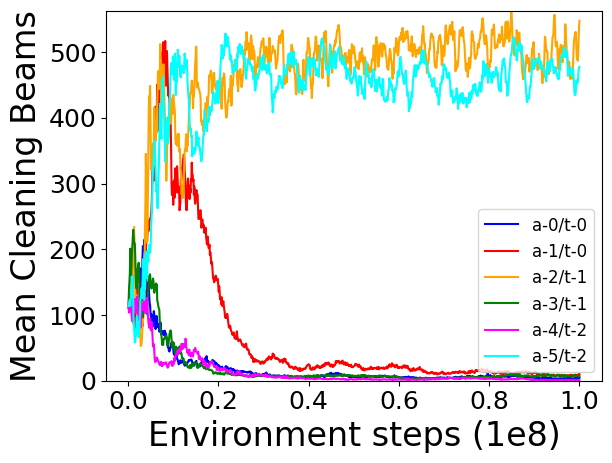 Mean Cleaning Beams
500
400
300
200
100
0
0.0 0.2 0.4 0.6 0.8 1.0
Environment steps (1e8)
a-0/t-0
a-1/t-0
a-2/t-1
a-3/t-1
a-4/t-2
a-5/t-2